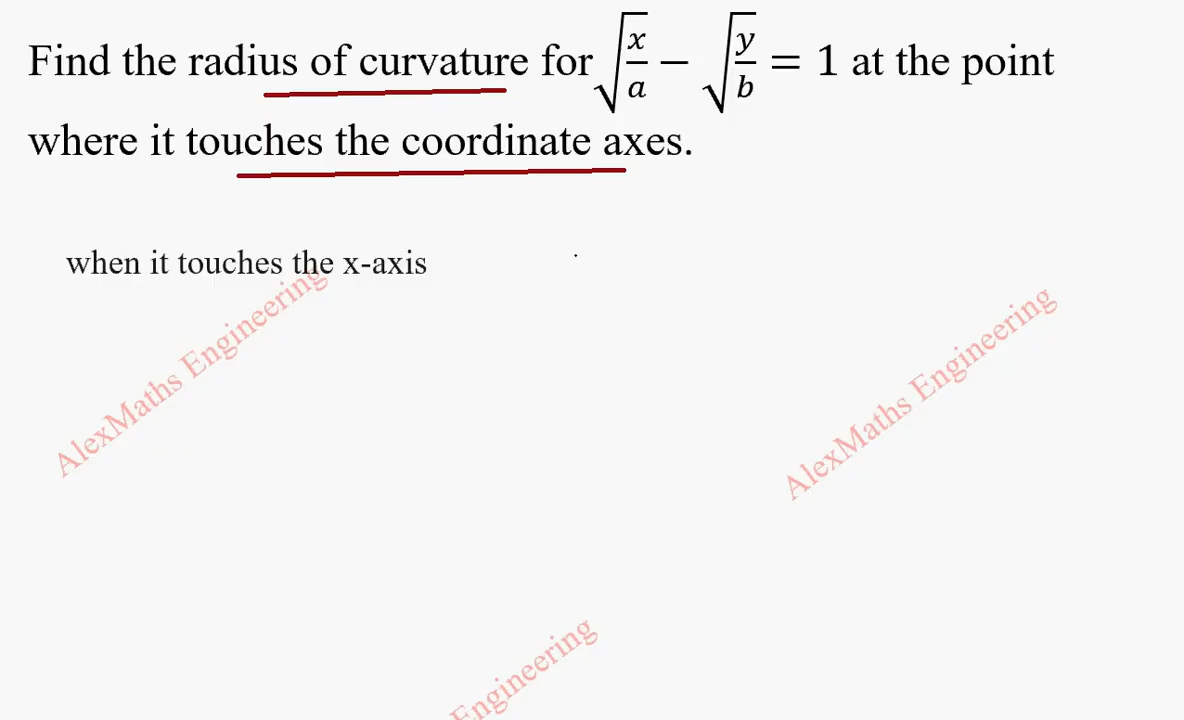 Find the radius of curvature for √(x/a) − √(y/b) = 1 at the point
where it touches the coordinate axes.
when it touches the x-axis
AlexMaths Engineering
AlexMaths Engineering
Engineering